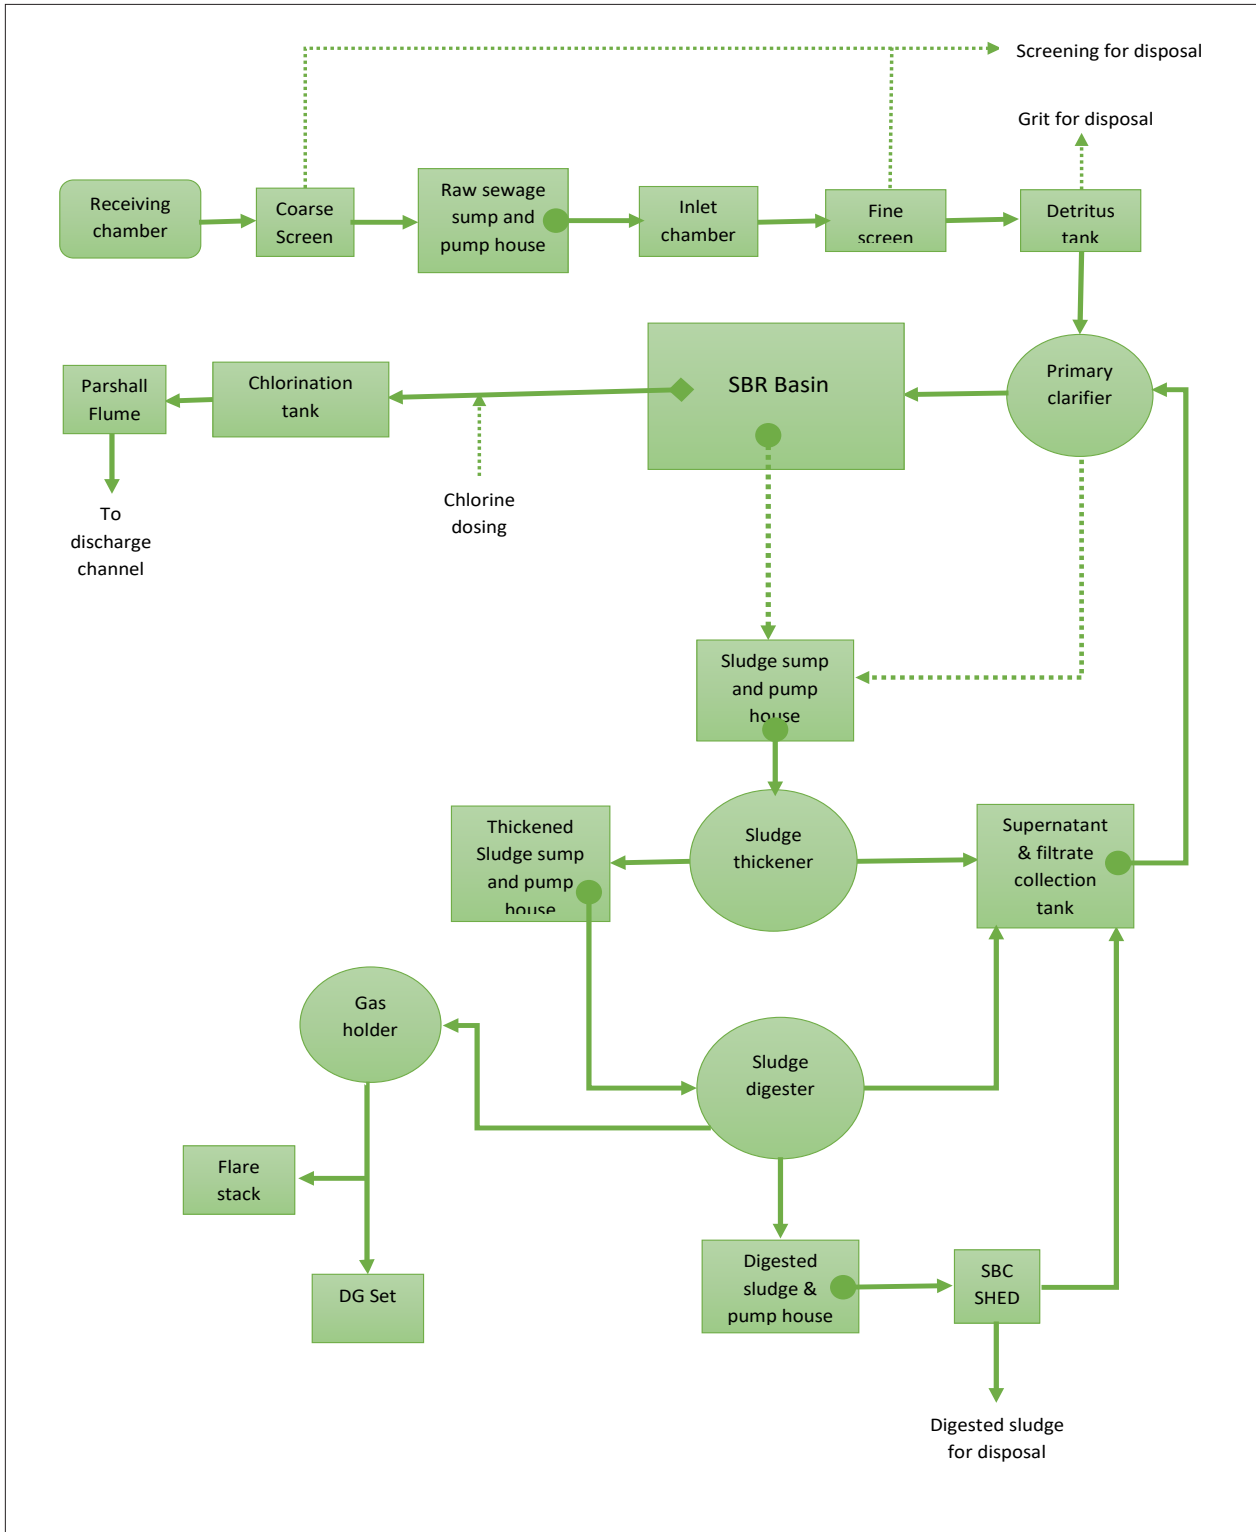 Screening for disposal
Grit for disposal
Receiving
chamber
Coarse
Screen
Raw sewage
sump and
pump house
Inlet
chamber
Fine
screen
Detritus
tank
Parshall
Flume
Chlorination
tank
SBR Basin
Primary
clarifier
Chlorine
dosing
To
discharge
channel
Sludge sump
and pump
house
Thickened
Sludge sump
and pump
house
Sludge
thickener
Supernatant
& filtrate
collection
tank
Gas
holder
Sludge
digester
Flare
stack
DG Set
Digested
sludge &
pump house
SBC
SHED
Digested sludge
for disposal